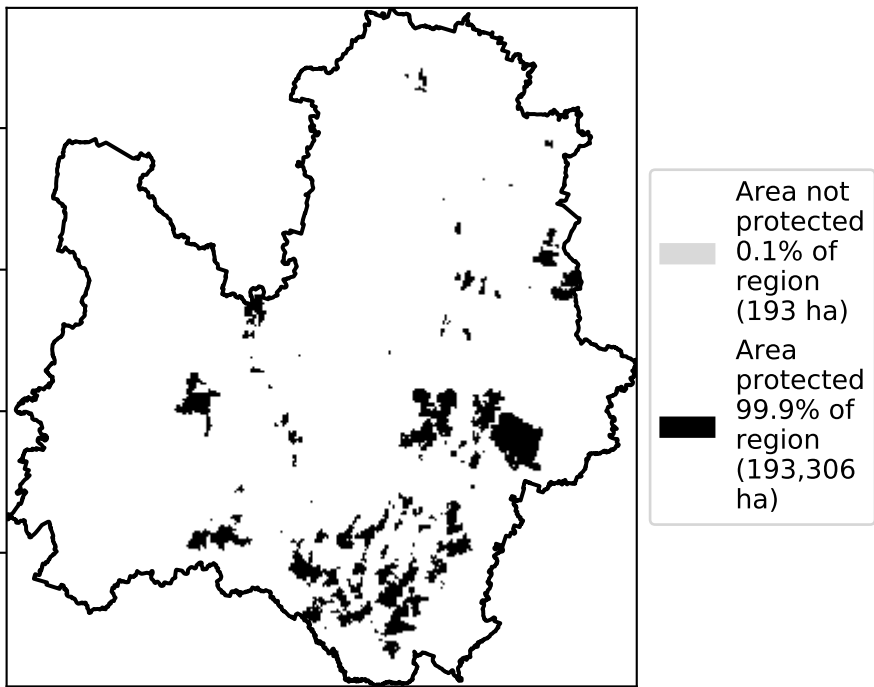 Area not
protected
0.1% of
region
(193 ha)
Area
protected
99.9% of
region
(193,306
ha)